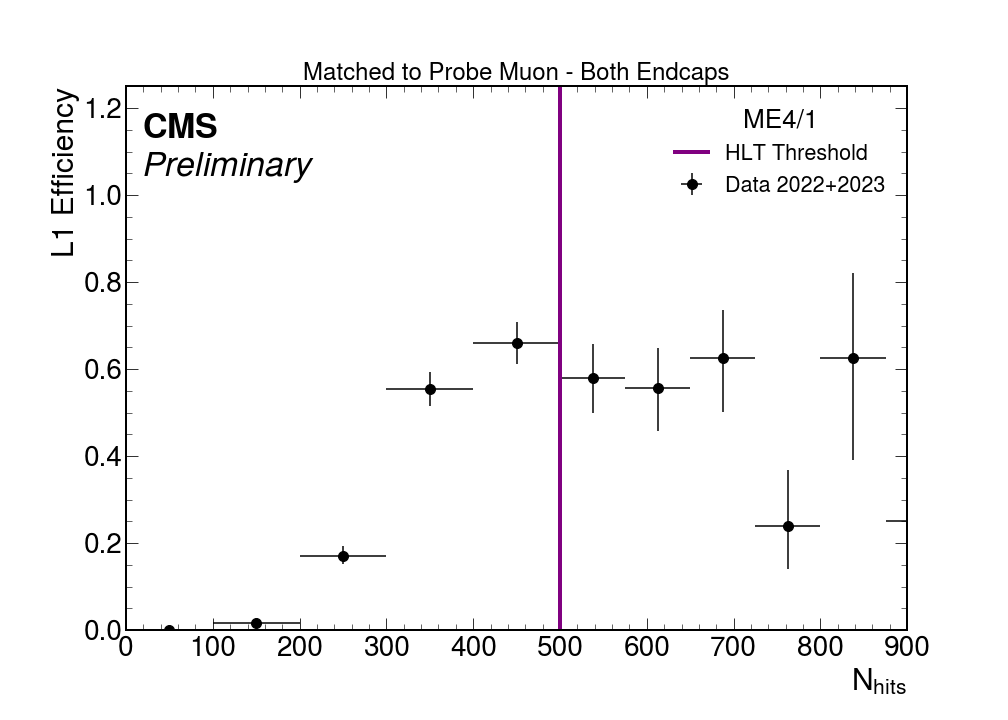 Matched to Probe Muon - Both Endcaps
CMS
Preliminary
ME4/1
HLT Threshold
Data 2022+2023
L1 Efficiency
1.2
1.0
0.8
0.6
0.4
0.2
0.0
0 100 200 300 400 500 600 700 800 900
N_hits